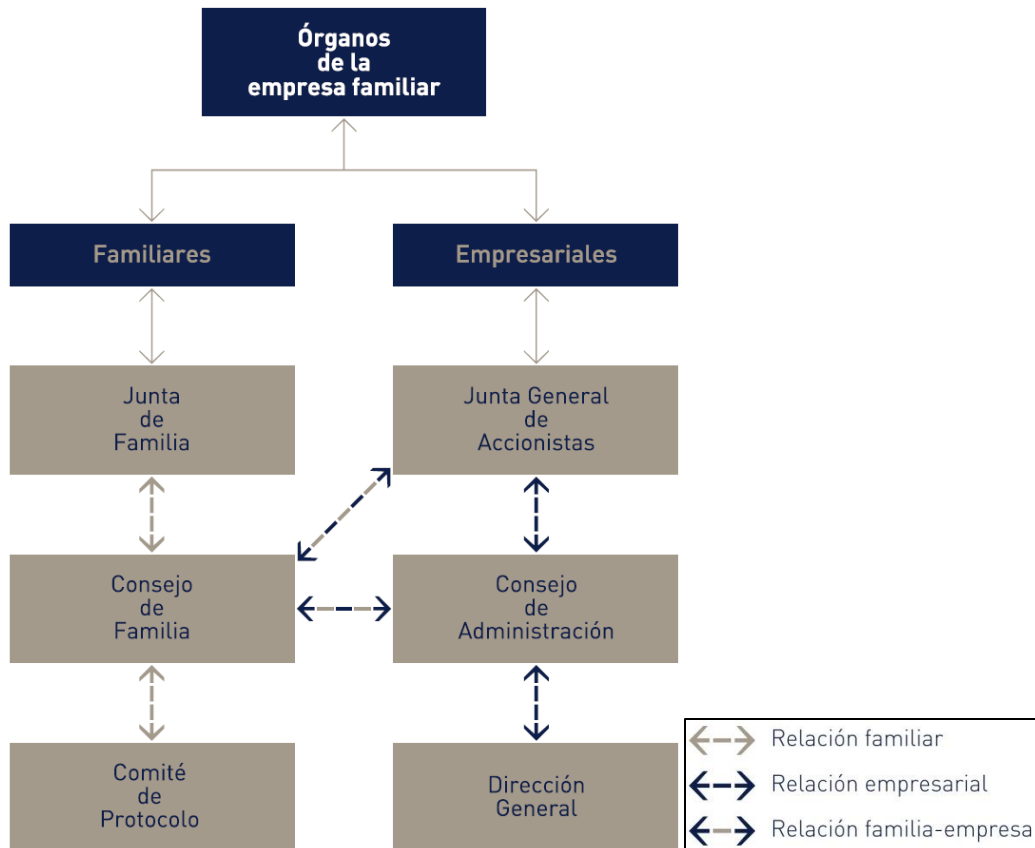 Órganos
de la
empresa familiar
Familiares
Empresariales
Junta
de
Familia
Junta General
de
Accionistas
Consejo
de
Familia
Consejo
de
Administración
Comité
de
Protocolo
Dirección
General
Relación familiar
Relación empresarial
Relación familia-empresa